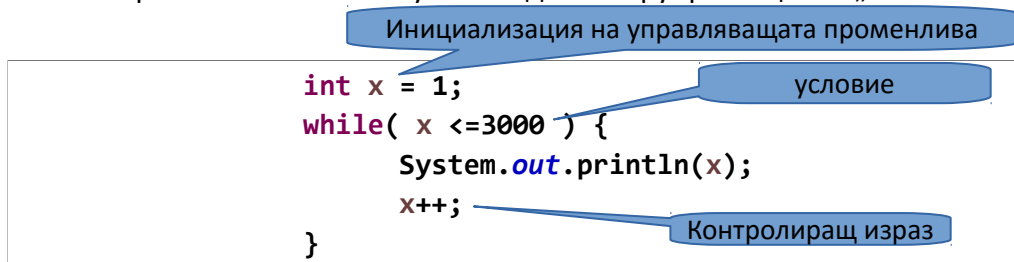 Инициализация на управляващата променлива
int x = 1;
условие
while( x <=3000 ) {
System.out.println(x);
x++;
Контролиращ израз
}